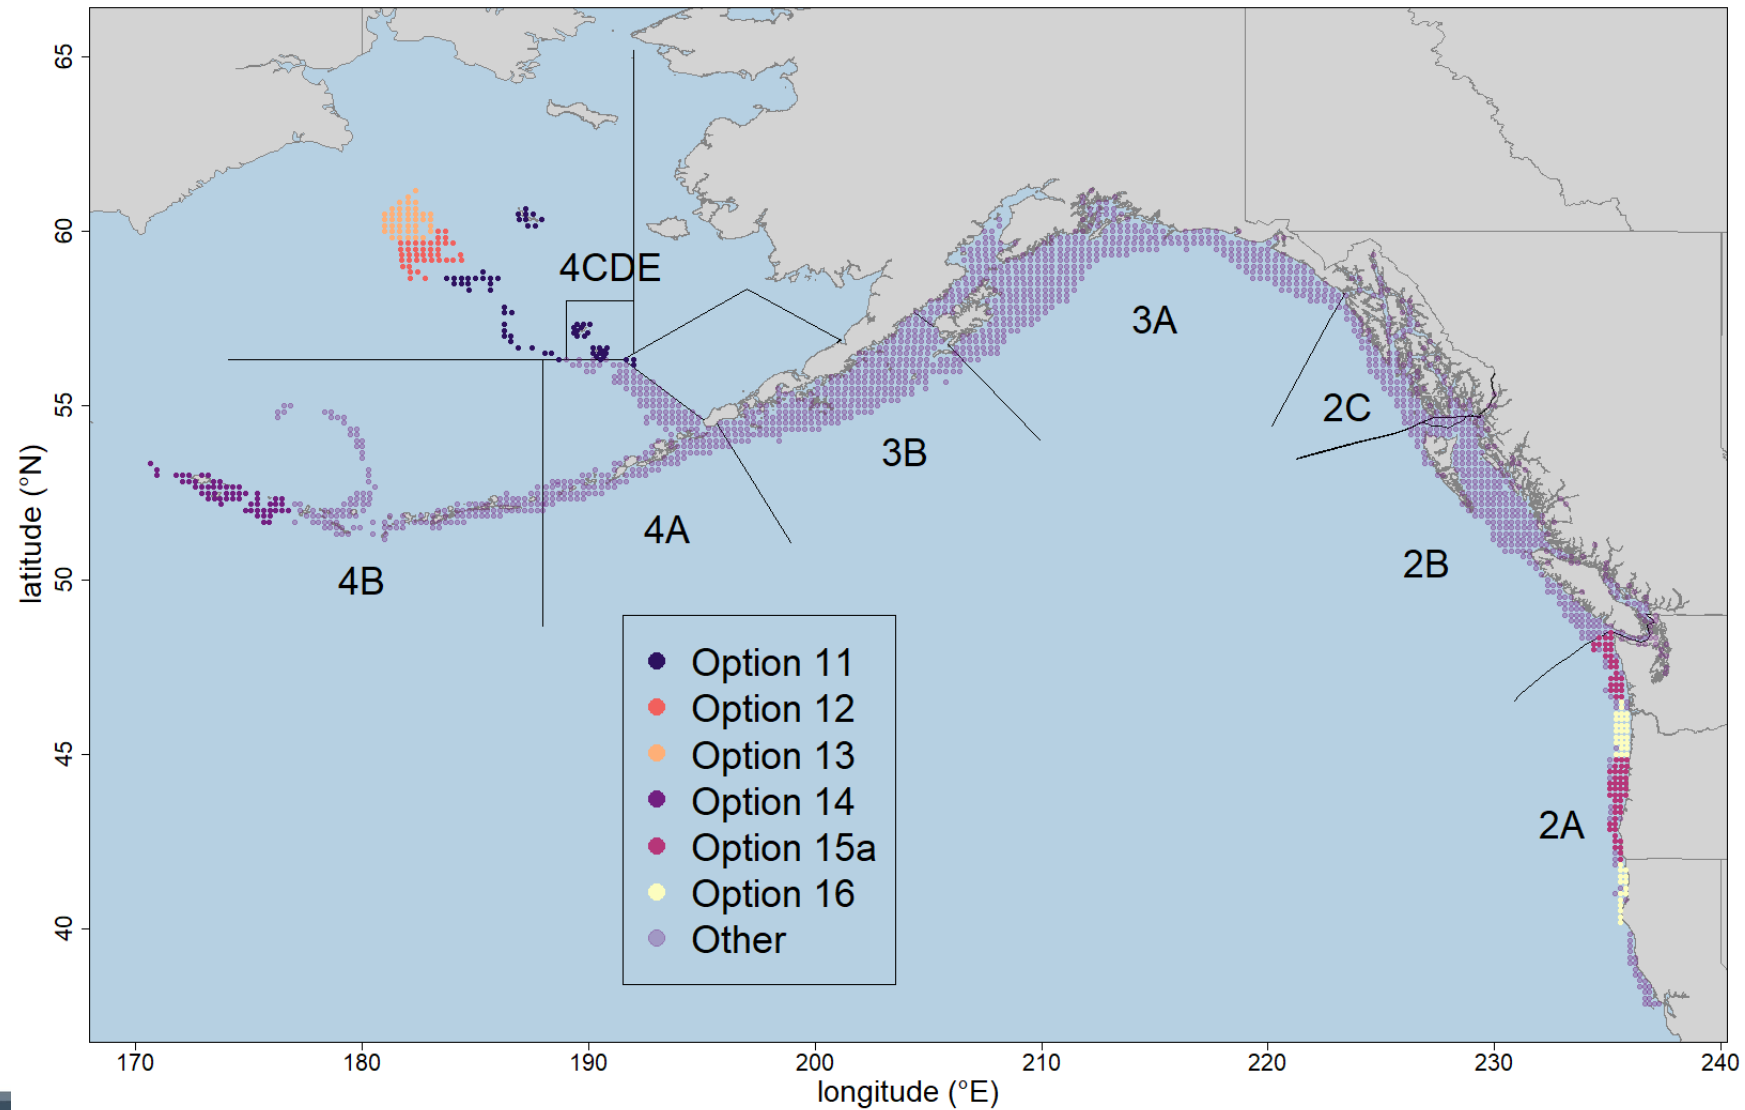 65
60
55
50
45
40
latitude (°N)
4CDE
3A
2C
3B
4A
2B
4B
2A
Option 11
Option 12
Option 13
Option 14
Option 15a
Option 16
Other
170
180
190
200
210
220
230
240
longitude (°E)